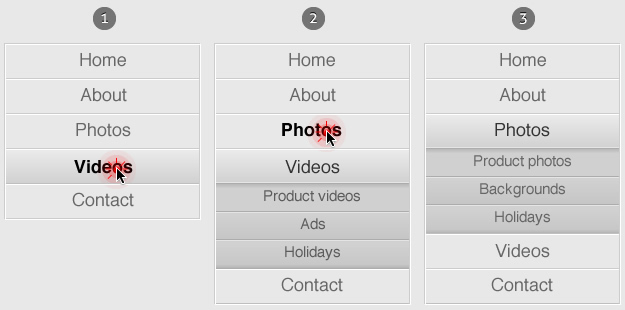 1
Home
About
Photos
Videos
Contact
2
Home
About
Photos
Videos
Product videos
Ads
Holidays
Contact
3
Home
About
Photos
Product photos
Backgrounds
Holidays
Videos
Contact